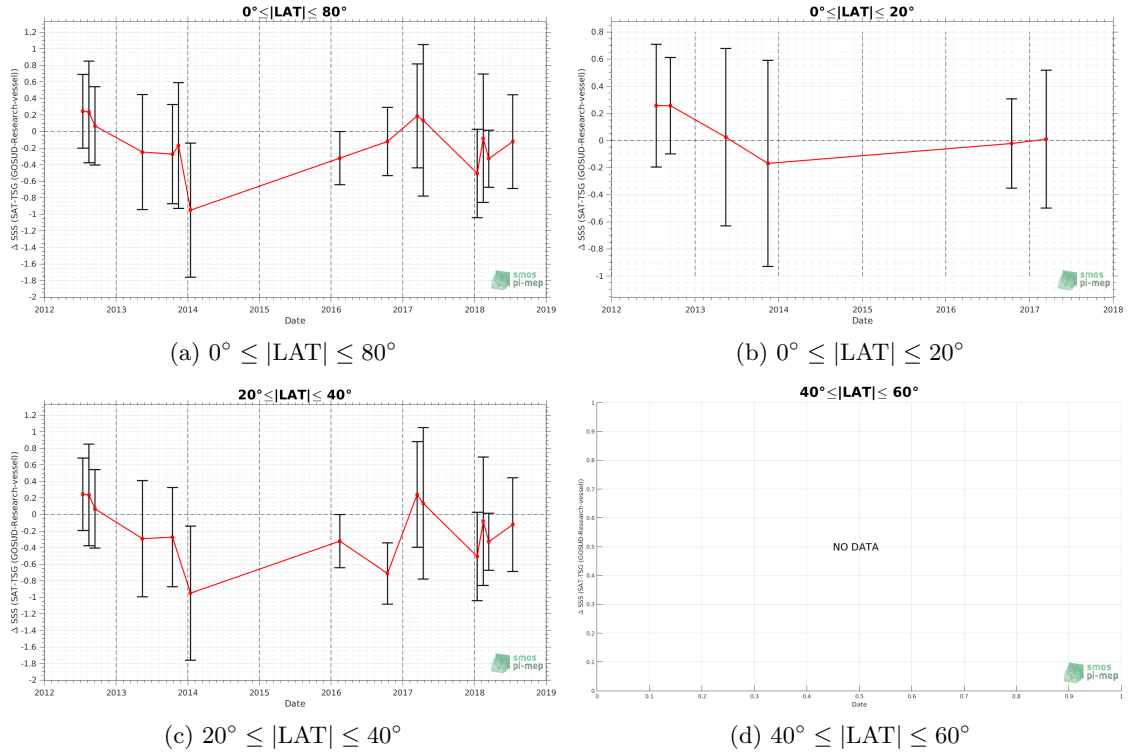 0°≤|LAT|≤ 80°
1.2
1
0.8
0.6
0.4
0.2
0
-0.2
-0.4
-0.6
-0.8
-1
-1.2
-1.4
-1.6
-1.8
-2
Δ SSS (SAT-TSG (GOSUD-Research-vessel))
2012 2013 2014 2015 2016 2017 2018 2019
Date
smos
pi-mep
(a) 0° ≤ |LAT| ≤ 80°
0°≤|LAT|≤ 20°
0.8
0.6
0.4
0.2
0
-0.2
-0.4
-0.6
-0.8
-1
Δ SSS (SAT-TSG (GOSUD-Research-vessel))
2012 2013 2014 2015 2016 2017 2018
Date
smos
pi-mep
(b) 0° ≤ |LAT| ≤ 20°
20°≤|LAT|≤ 40°
1.2
1
0.8
0.6
0.4
0.2
0
-0.2
-0.4
-0.6
-0.8
-1
-1.2
-1.4
-1.6
-1.8
-2
Δ SSS (SAT-TSG (GOSUD-Research-vessel))
2012 2013 2014 2015 2016 2017 2018 2019
Date
smos
pi-mep
(c) 20° ≤ |LAT| ≤ 40°
40°≤|LAT|≤ 60°
1
0.9
0.8
0.7
0.6
0.5
0.4
0.3
0.2
0.1
0
Δ SSS (SAT-TSG (GOSUD-Research-vessel))
NO DATA
0 0.1 0.2 0.3 0.4 0.5 0.6 0.7 0.8 0.9 1
Date
smos
pi-mep
(d) 40° ≤ |LAT| ≤ 60°